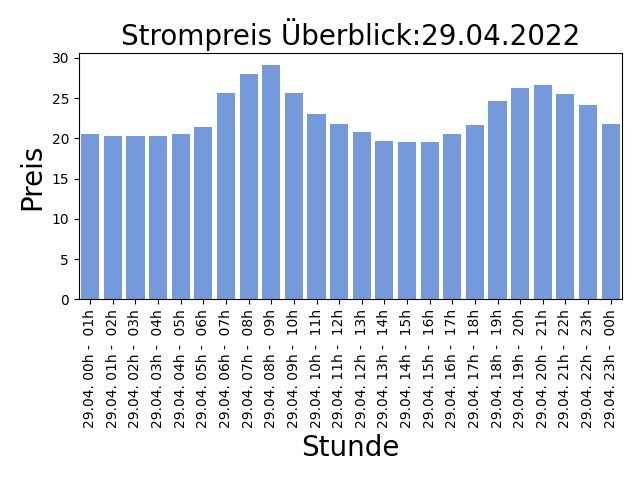 Strompreis Überblick:29.04.2022
Preis
30
25
20
15
10
5
0
29.04. 00h - 01h
29.04. 01h - 02h
29.04. 02h - 03h
29.04. 03h - 04h
29.04. 04h - 05h
29.04. 05h - 06h
29.04. 06h - 07h
29.04. 07h - 08h
29.04. 08h - 09h
29.04. 09h - 10h
29.04. 10h - 11h
29.04. 11h - 12h
29.04. 12h - 13h
29.04. 13h - 14h
29.04. 14h - 15h
29.04. 15h - 16h
29.04. 16h - 17h
29.04. 17h - 18h
29.04. 18h - 19h
29.04. 19h - 20h
29.04. 20h - 21h
29.04. 21h - 22h
29.04. 22h - 23h
29.04. 23h - 00h
Stunde